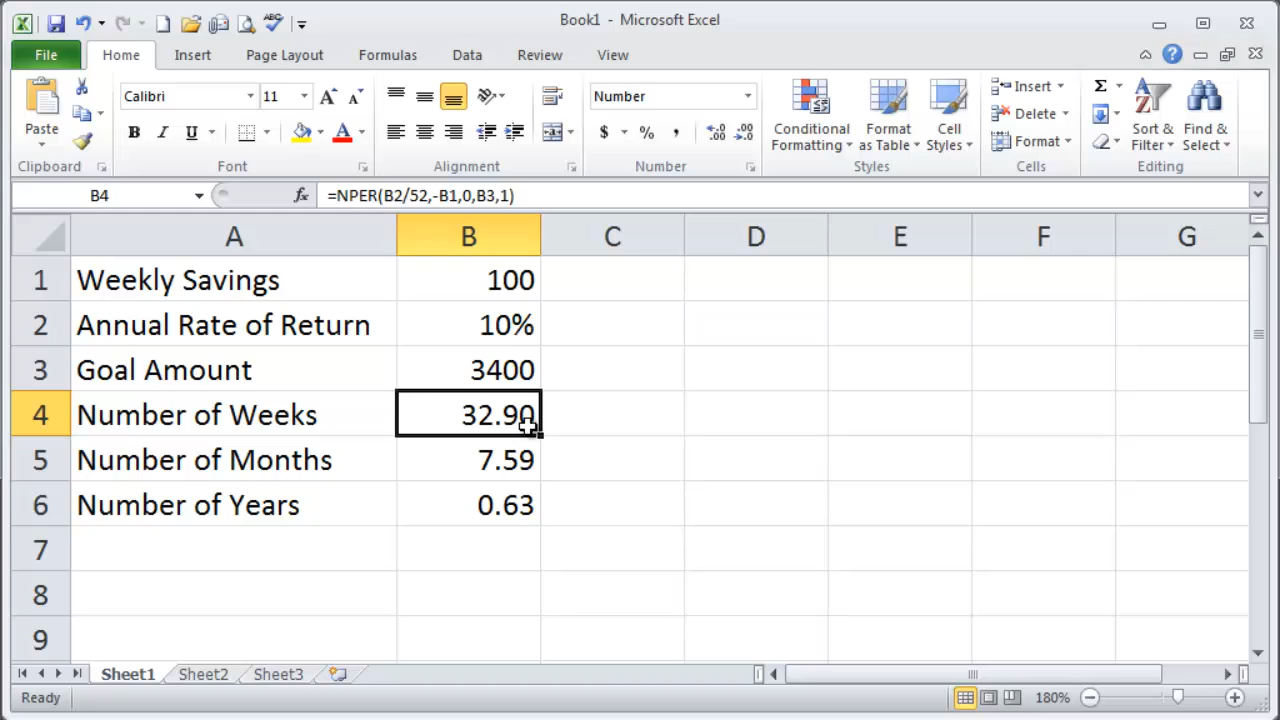 Book1 - Microsoft Excel
File Home Insert Page Layout Formulas Data Review View
Paste
Calibri 11
Number
Conditional Formatting
Format as Table
Cell Styles
Insert
Delete
Format
Sort & Filter
Find & Select
Clipboard Font Alignment Number Styles Cells Editing
B4 fx =NPER(B2/52,-B1,0,B3,1)
A B C D E F G
1 Weekly Savings 100
2 Annual Rate of Return 10%
3 Goal Amount 3400
4 Number of Weeks 32.90
5 Number of Months 7.59
6 Number of Years 0.63
7
8
9
Sheet1 Sheet2 Sheet3
Ready 180%